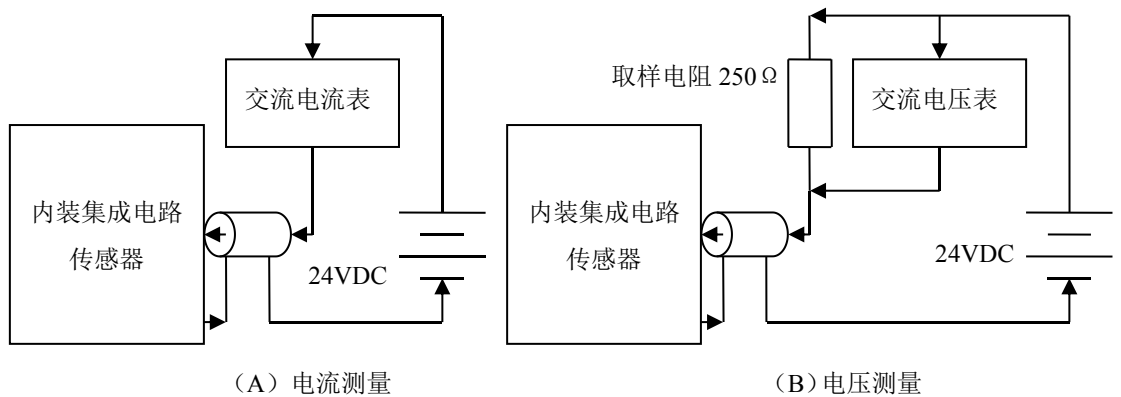 交流电流表
内装集成电路
传感器
24VDC
（A）电流测量
取样电阻 250Ω
交流电压表
内装集成电路
传感器
24VDC
（B）电压测量